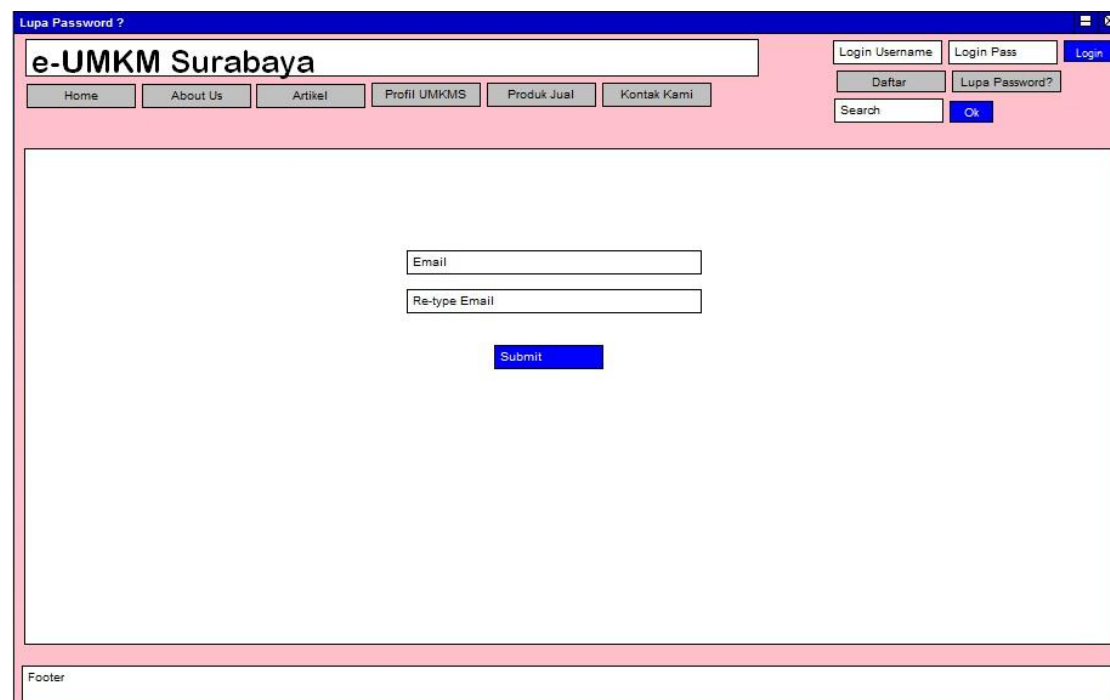 Lupa Password ?
e-UMKM Surabaya
Login Username Login Pass Login
Home About Us Artikel Profil UMKMS Produk Jual Kontak Kami
Daftar Lupa Password?
Search Ok
Email
Re-type Email
Submit
Footer